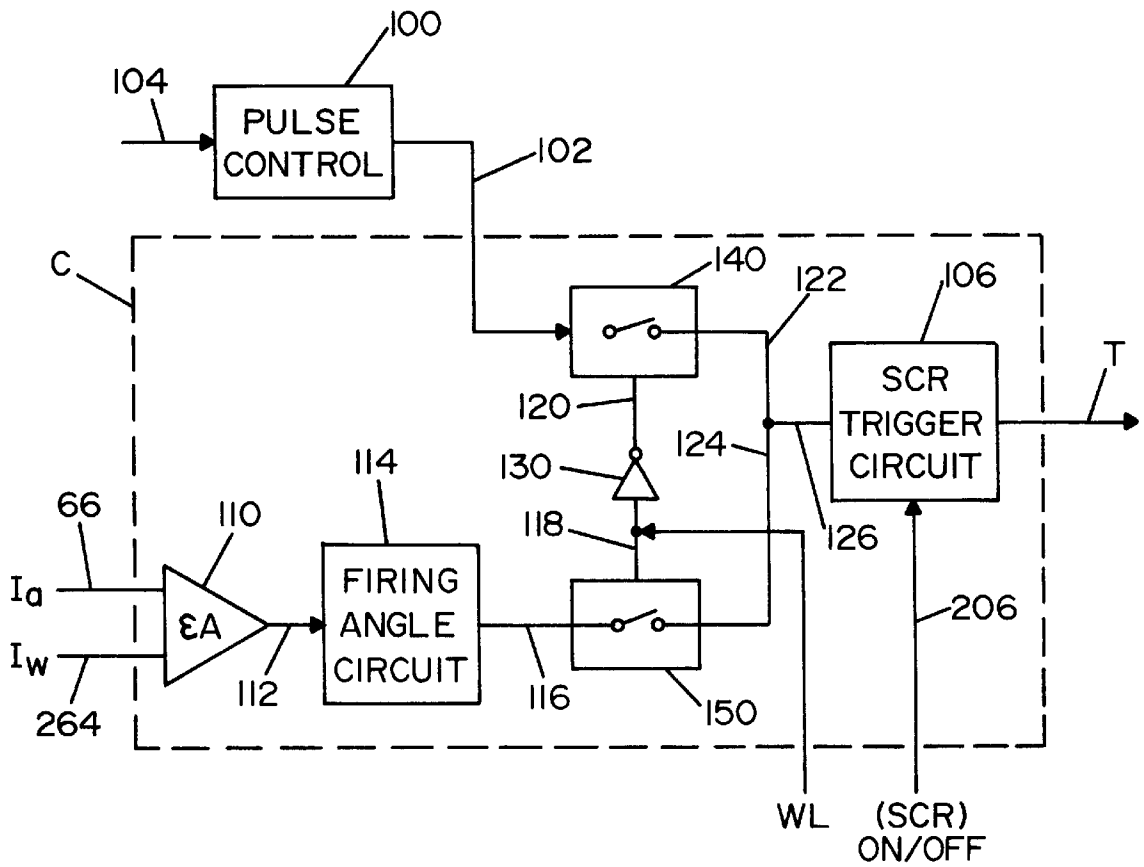 100
104
PULSE
CONTROL
102
C
140
122
106
T
SCR
TRIGGER
CIRCUIT
120
124
130
114
126
66
110
118
FIRING
ANGLE
CIRCUIT
Ia
εA
206
Iw
112
116
150
264
WL
(SCR)
ON/OFF